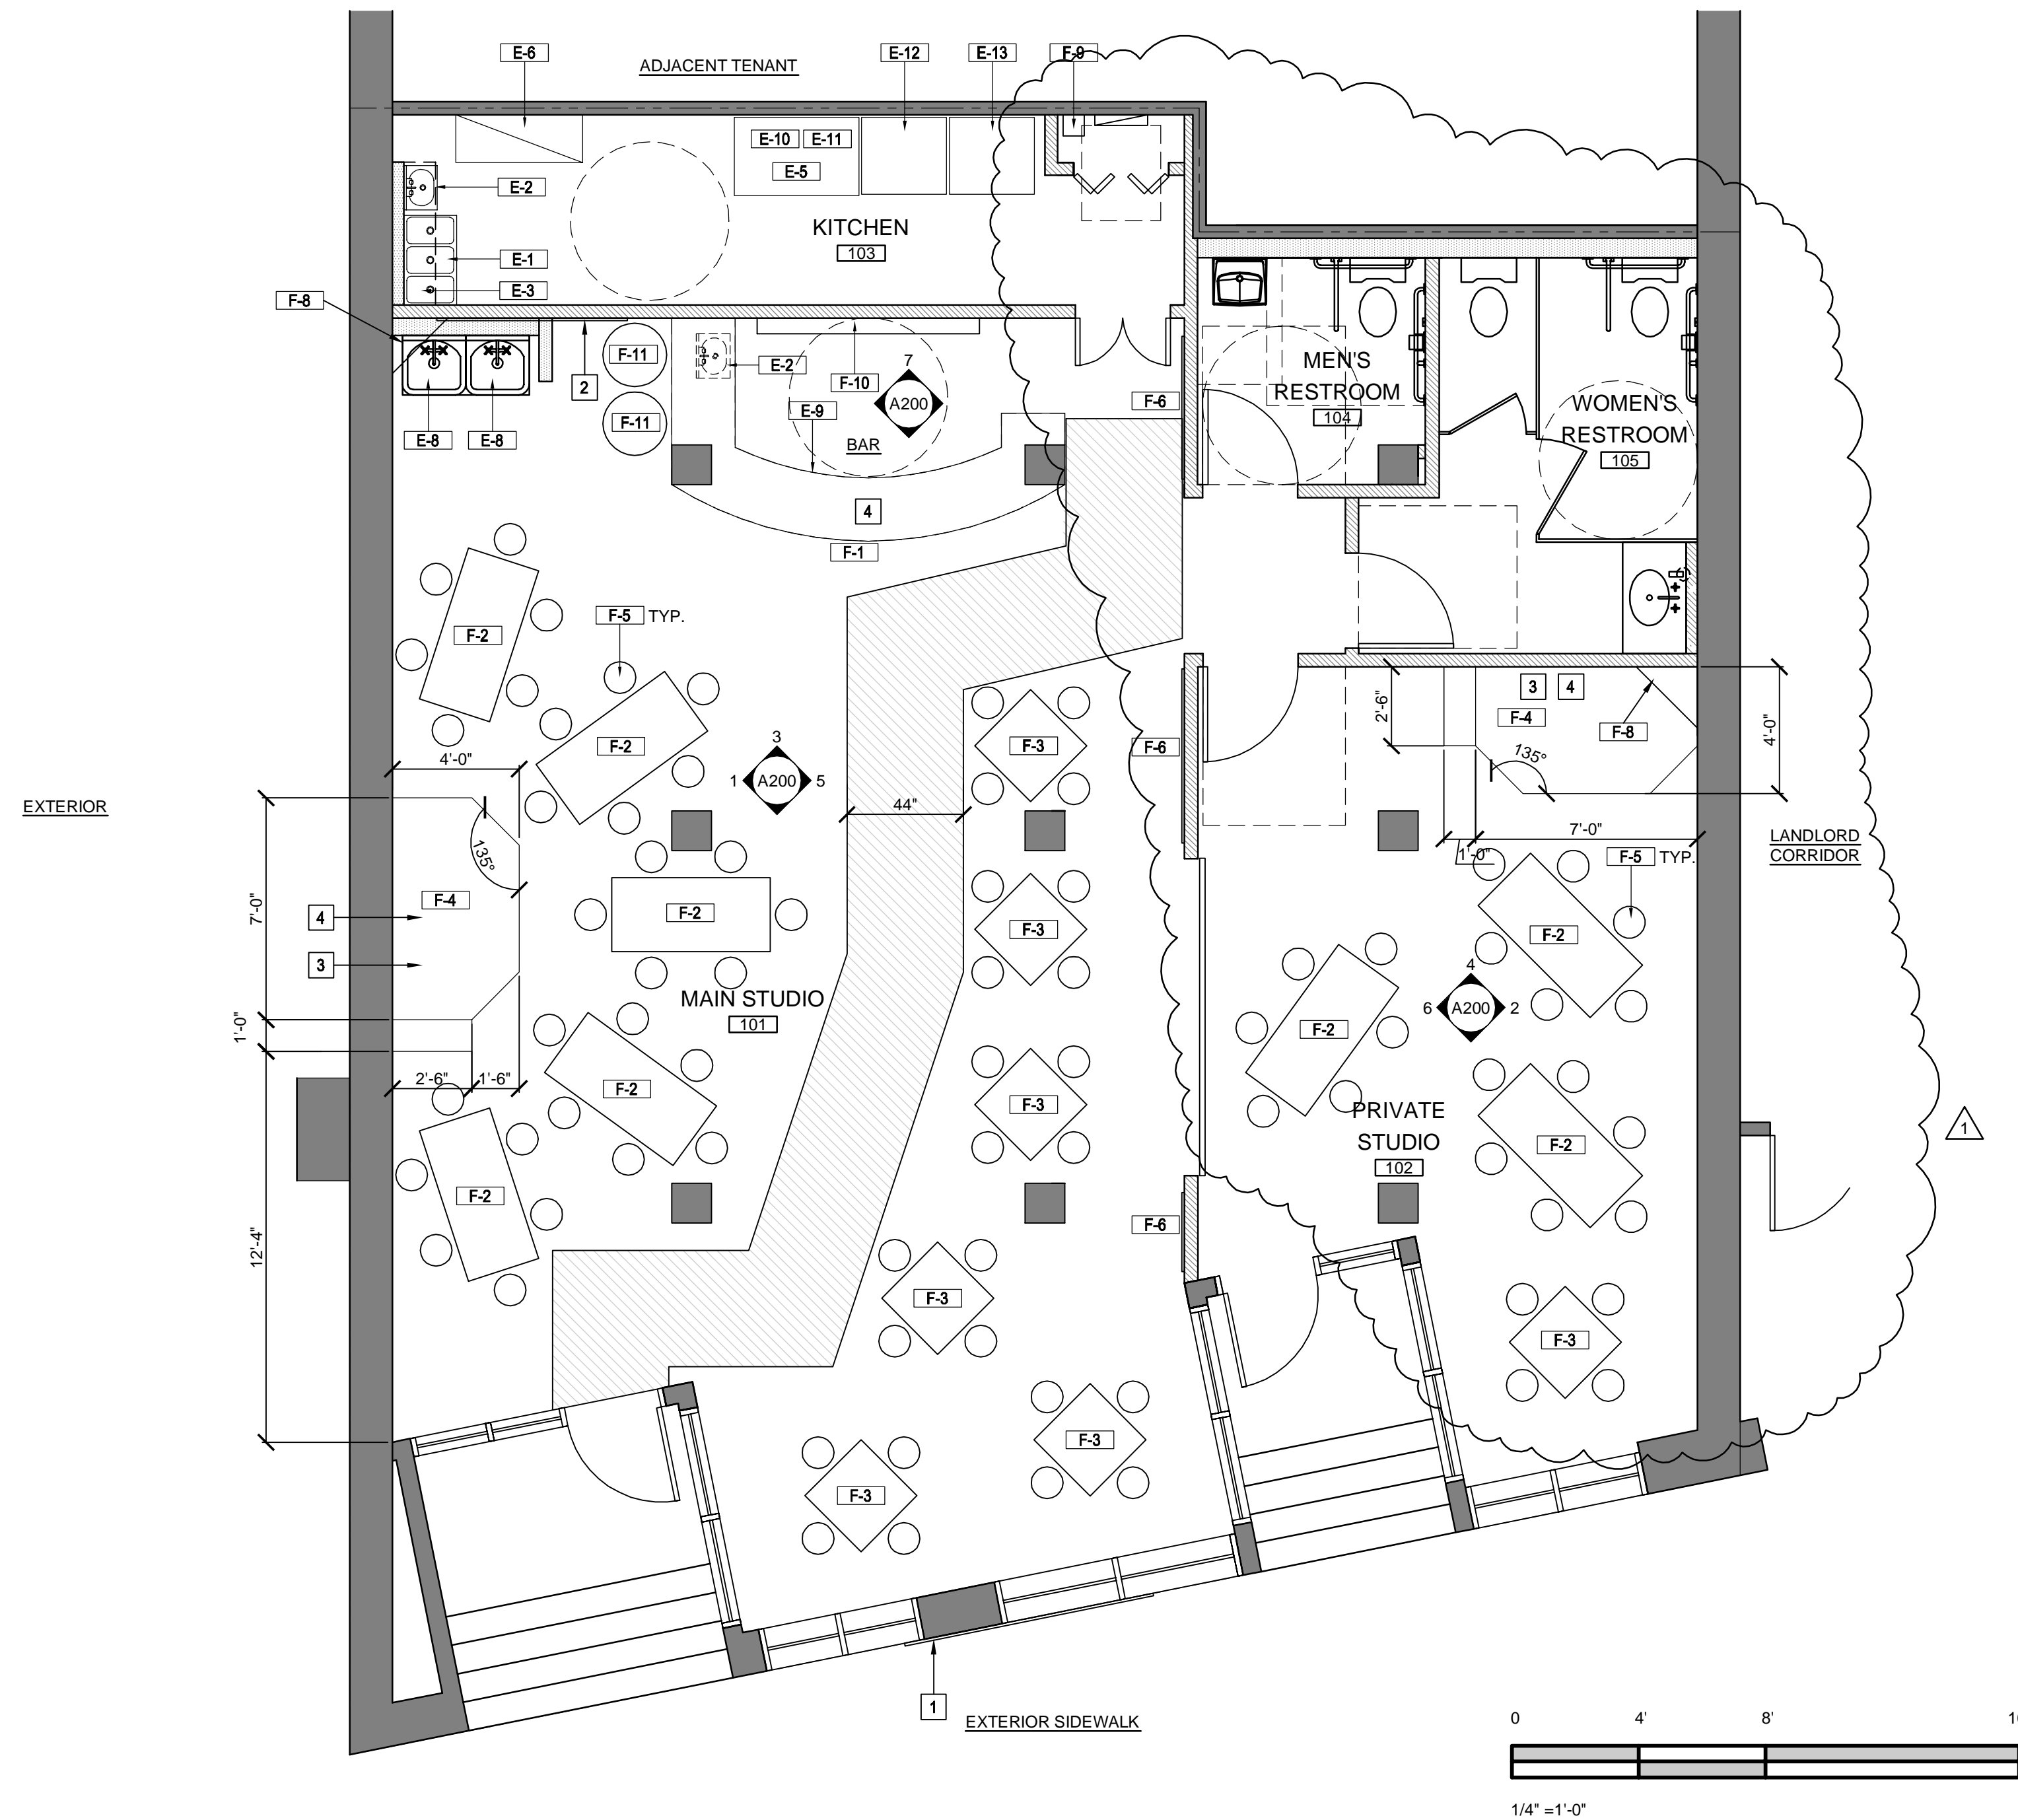 E-6
E-12
E-13
F-9
ADJACENT TENANT
E-10
E-11
E-5
E-2
KITCHEN
103
E-1
E-3
F-8
F-11
E-2
7
F-10
2
MEN'S
RESTROOM
104
F-6
A200
E-9
WOMEN'S
RESTROOM
105
F-11
E-8
E-8
BAR
4
F-1
F-2
F-5 TYP.
3
4
F-4
2'-6"
F-8
4'-0"
F-2
F-3
F-6
3
1 A200 5
4'-0"
135°
EXTERIOR
44"
7'-0"
1'-0"
LANDLORD
CORRIDOR
F-5 TYP.
135°
F-4
4
3
7'-0"
F-2
F-3
F-2
4
6 A200 2
MAIN STUDIO
101
F-2
1'-0"
2'-6"
1'-6"
F-2
F-3
PRIVATE
STUDIO
102
F-2
1
F-2
12'-4"
F-6
F-3
F-3
F-3
F-3
1
EXTERIOR SIDEWALK
0
4'
8'
1/4" =1'-0"